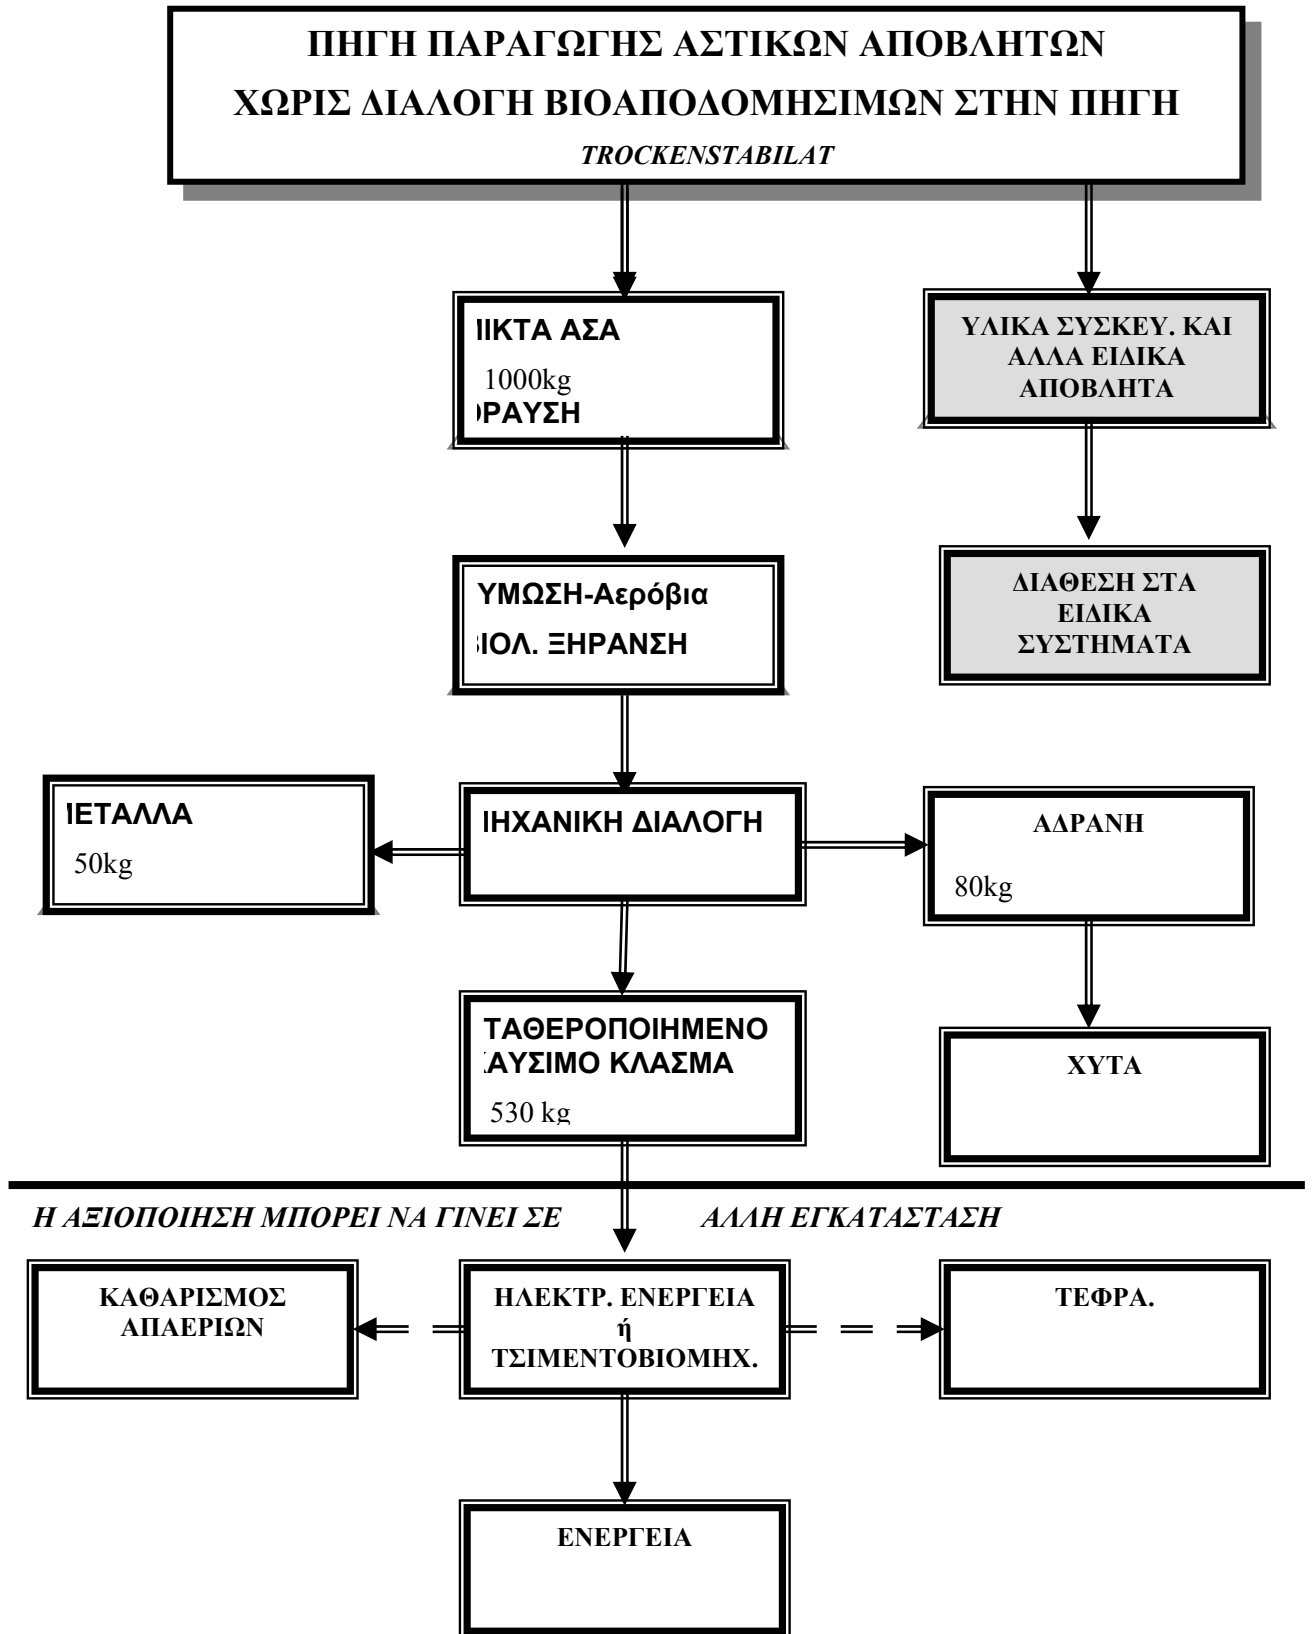 ΠΗΓΗ ΠΑΡΑΓΩΓΗΣ ΑΣΤΙΚΩΝ ΑΠΟΒΛΗΤΩΝ
ΧΩΡΙΣ ΔΙΑΛΟΓΗ ΒΙΟΑΠΟΔΟΜΗΣΙΜΩΝ ΣΤΗΝ ΠΗΓΗ
TROCKENSTABILAT
ΙΚΤΑ ΑΣΑ
1000kg
ΡΑΥΣΗ
ΥΛΙΚΑ ΣΥΣΚΕΥ. ΚΑΙ
ΑΛΛΑ ΕΙΔΙΚΑ
ΑΠΟΒΛΗΤΑ
ΥΜΩΣΗ-Αερόβια
ΙΟΛ. ΞΗΡΑΝΣΗ
ΔΙΑΘΕΣΗ ΣΤΑ
ΕΙΔΙΚΑ
ΣΥΣΤΗΜΑΤΑ
ΕΤΑΛΛΑ
50kg
ΗΧΑΝΙΚΗ ΔΙΑΛΟΓΗ
ΑΔΡΑΝΗ
80kg
ΤΑΘΕΡΟΠΟΙΗΜΕΝΟ
ΑΥΣΙΜΟ ΚΛΑΣΜΑ
530 kg
ΧΥΤΑ
Η ΑΞΙΟΠΟΙΗΣΗ ΜΠΟΡΕΙ ΝΑ ΓΙΝΕΙ ΣΕ ΑΛΛΗ ΕΓΚΑΤΑΣΤΑΣΗ
ΚΑΘΑΡΙΣΜΟΣ
ΑΠΑΕΡΙΩΝ
ΗΛΕΚΤΡ. ΕΝΕΡΓΕΙΑ
ή
ΤΣΙΜΕΝΤΟΒΙΟΜΗΧ.
ΤΕΦΡΑ.
ΕΝΕΡΓΕΙΑ